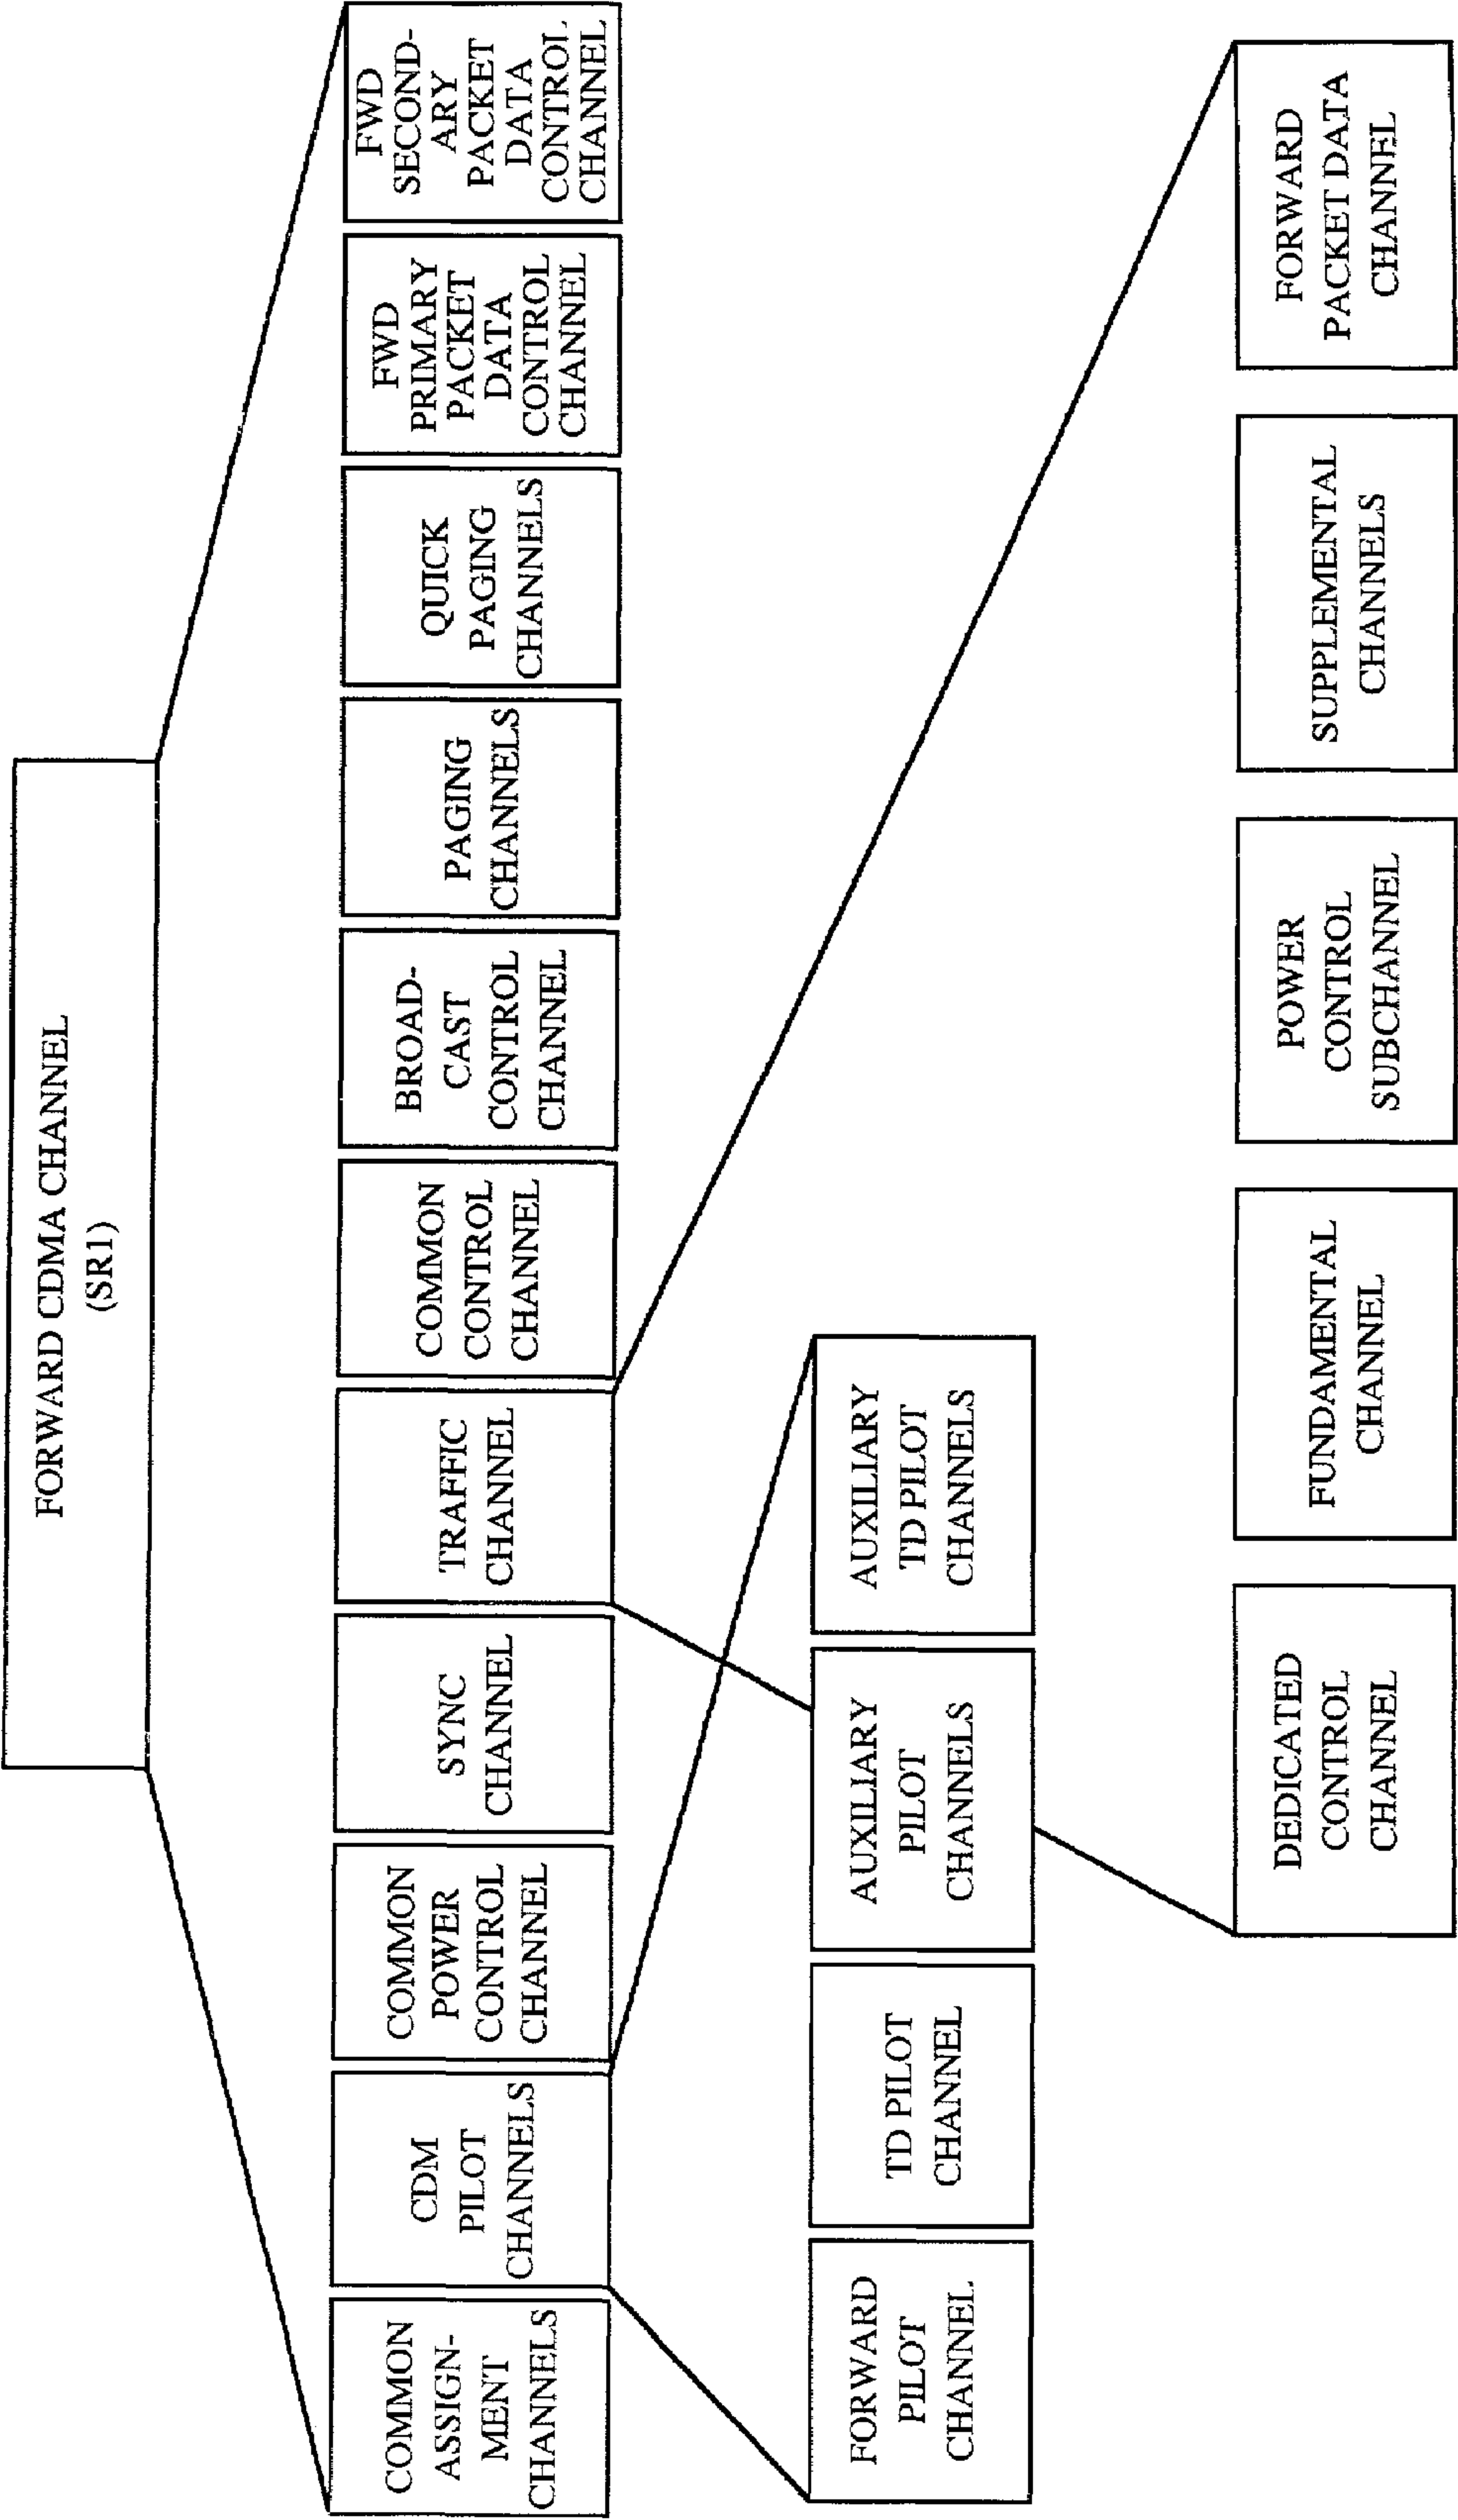 FORWARD CDMA CHANNEL
(SR1)
COMMON
ASSIGN-
MENT
CHANNELS
CDM
PILOT
CHANNELS
COMMON
POWER
CONTROL
CHANNEL
SYNC
CHANNEL
TRAFFIC
CHANNEL
COMMON
CONTROL
CHANNEL
BROAD-
CAST
CONTROL
CHANNEL
PAGING
CHANNELS
QUICK
PAGING
CHANNELS
FWD
PRIMARY
PACKET
DATA
CONTROL
CHANNEL
FWD
SECOND-
ARY
PACKET
DATA
CONTROL
CHANNEL
FORWARD
PILOT
CHANNEL
TD PILOT
CHANNEL
AUXILIARY
PILOT
CHANNELS
AUXILIARY
TD PILOT
CHANNELS
DEDICATED
CONTROL
CHANNEL
FUNDAMENTAL
CHANNEL
POWER
CONTROL
SUBCHANNEL
SUPPLEMENTAL
CHANNELS
FORWARD
PACKET DATA
CHANNEL